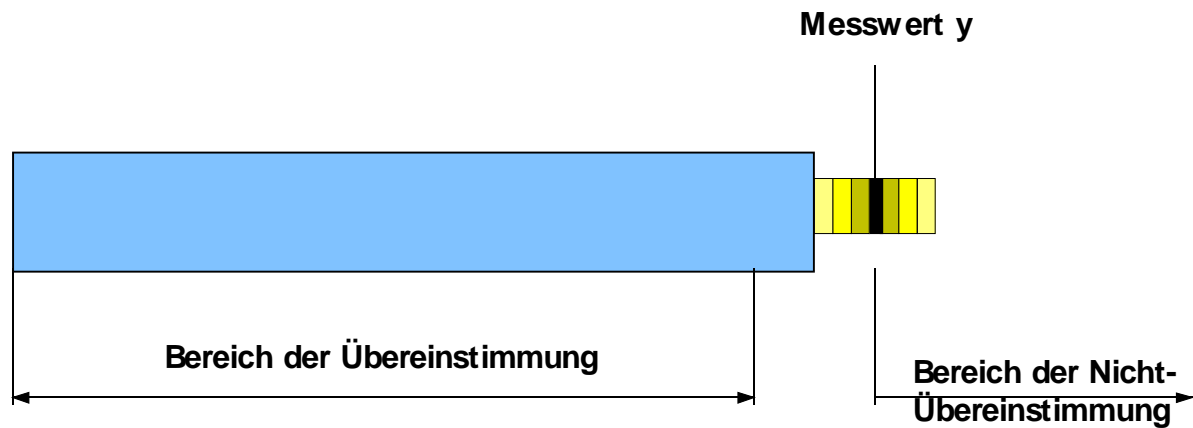 Messwert y
Bereich der Übereinstimmung
Bereich der Nicht-
Übereinstimmung